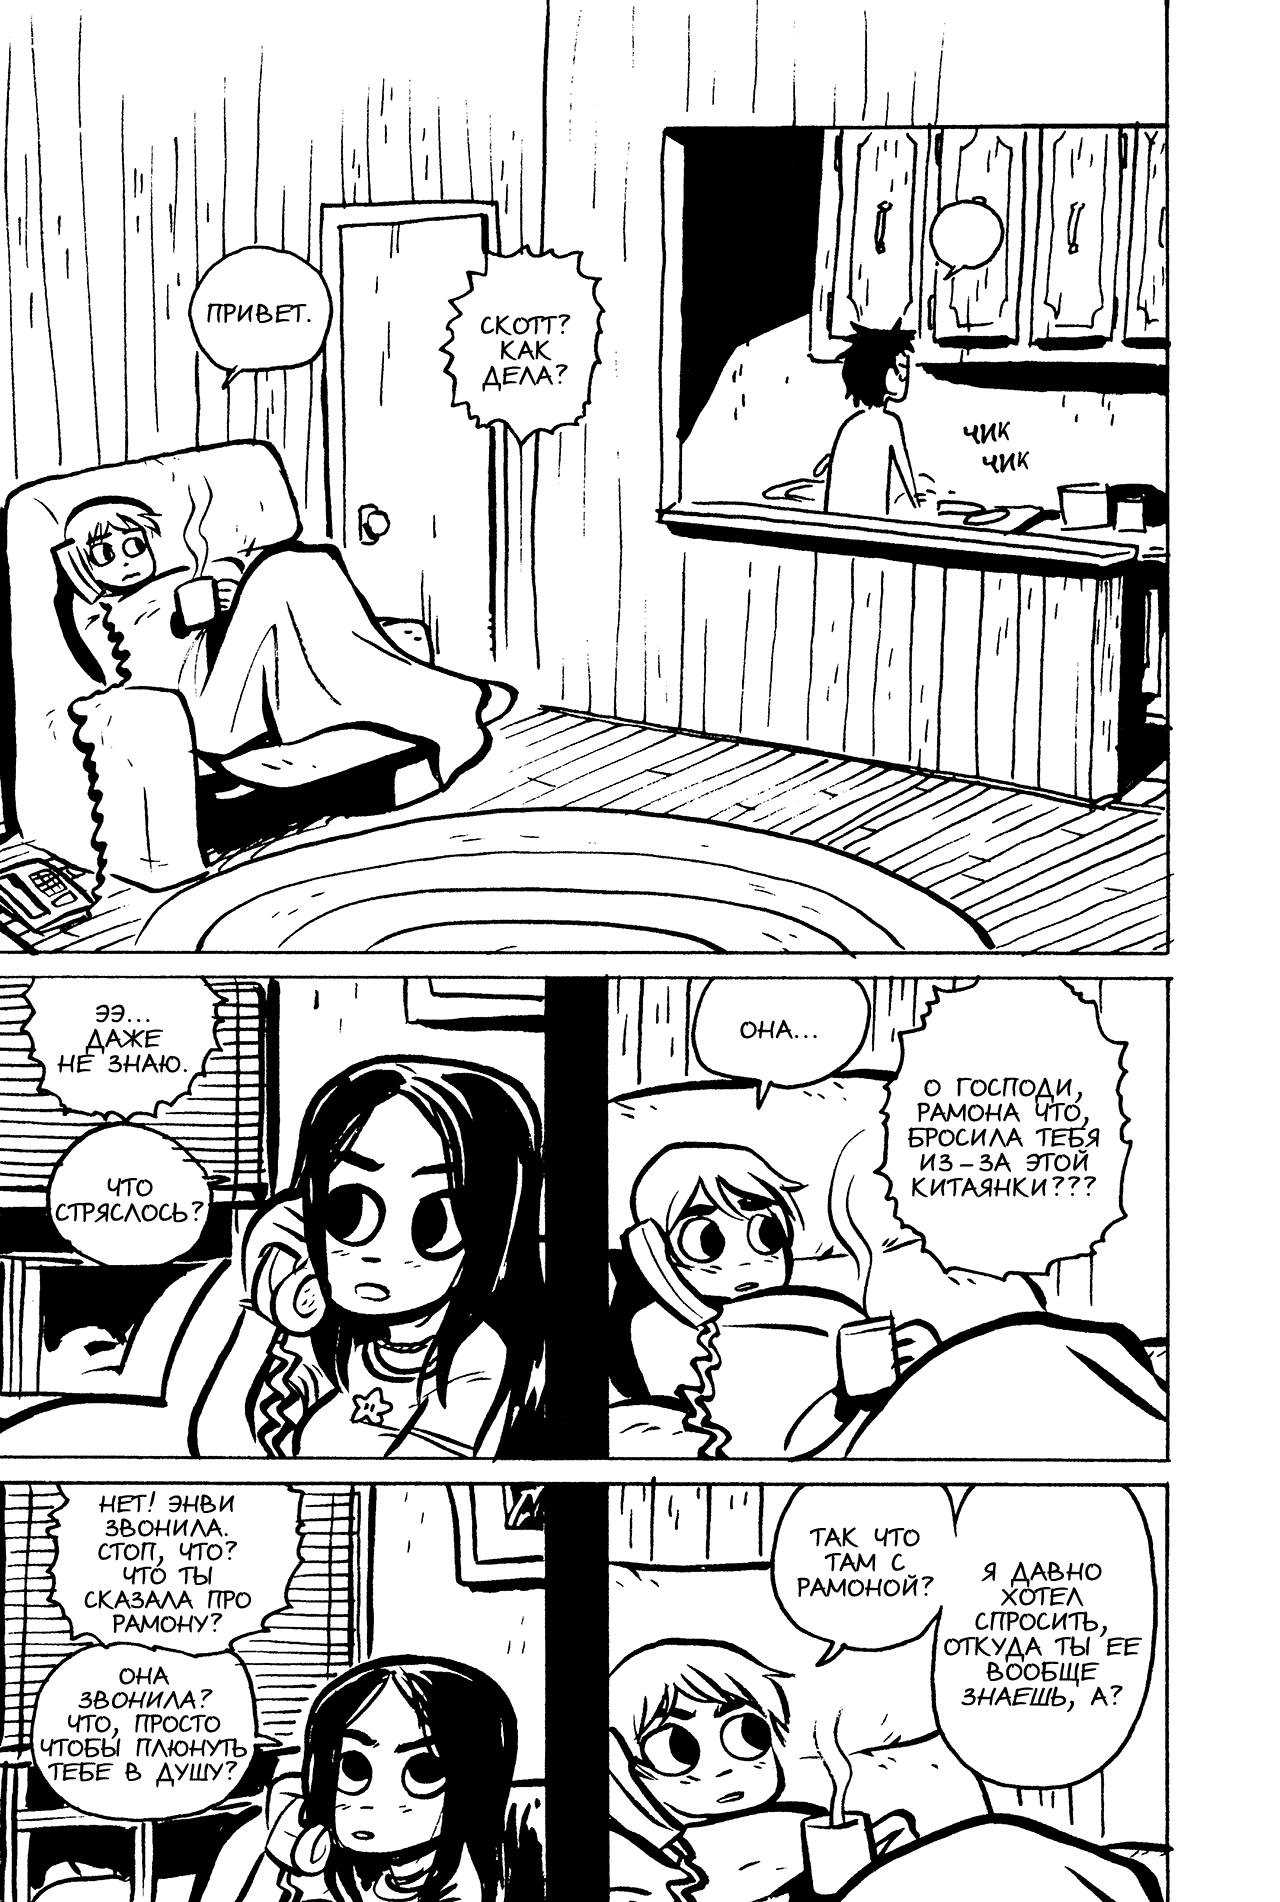 ПРИВЕТ.
СКОТТ?
КАК
ДЕЛА?
ЧИК
ЧИК
ЭЭ...
ДАЖЕ
НЕ ЗНАЮ.
ЧТО
СТРЯСЛОСЬ?
ОНА...
О ГОСПОДИ,
РАМОНА ЧТО,
БРОСИЛА ТЕБЯ
ИЗ-ЗА ЭТОЙ
КИТАЯНКИ???
НЕТ! ЭНВИ
ЗВОНИЛА.
СТОП, ЧТО?
ЧТО ТЫ
СКАЗАЛА ПРО
РАМОНУ?
ОНА
ЗВОНИЛА?
ЧТО, ПРОСТО
ЧТОБЫ ПЛЮНУТЬ
ТЕБЕ В ДУШУ?
ТАК ЧТО
ТАМ С
РАМОНОЙ?
Я ДАВНО
ХОТЕЛ
СПРОСИТЬ,
ОТКУДА ТЫ ЕЕ
ВООБЩЕ
ЗНАЕШЬ, А?